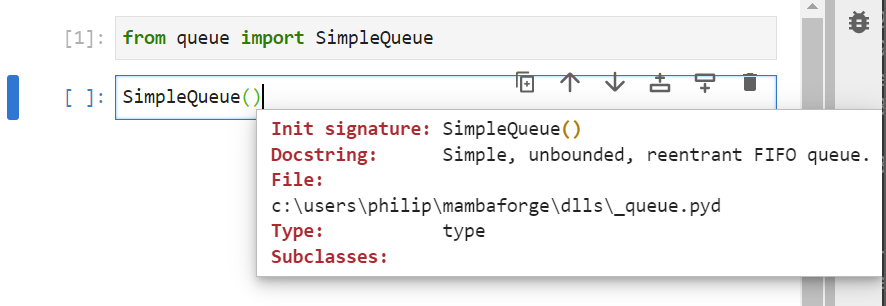 [1]: from queue import SimpleQueue
[ ]: SimpleQueue()
Init signature: SimpleQueue()
Docstring: Simple, unbounded, reentrant FIFO queue.
File:
c:\users\philip\mambaforge\dlls\_queue.pyd
Type: type
Subclasses: